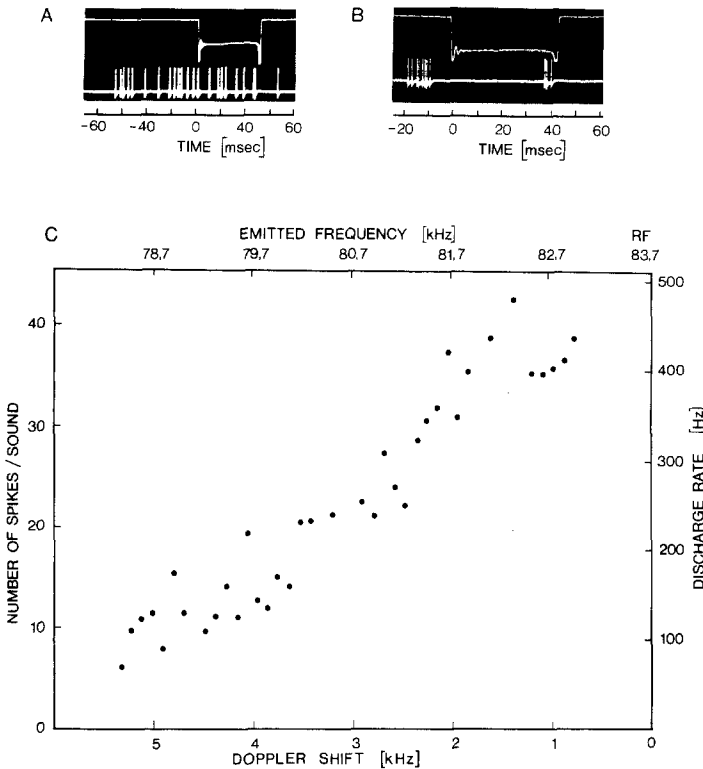 A
B
-60 -40 -20 0 20 40 60
TIME [msec]
-20 0 20 40 60
TIME [msec]
C
EMITTED FREQUENCY [kHz]
RF
78,7 79,7 80,7 81,7 82,7 83,7
NUMBER OF SPIKES / SOUND
40
30
20
10
0
500
400
300
200
100
DISCHARGE RATE [Hz]
5 4 3 2 1 0
DOPPLER SHIFT [kHz]